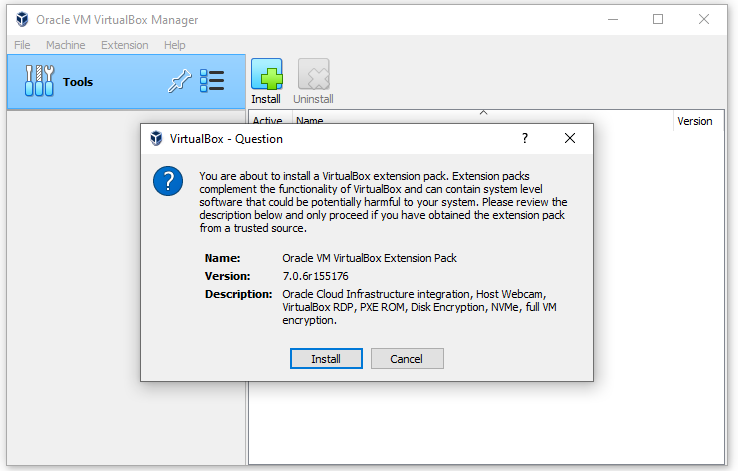 Oracle VM VirtualBox Manager
File Machine Extension Help
Tools
Install Uninstall
Active Name Version
VirtualBox - Question
?
You are about to install a VirtualBox extension pack. Extension packs
complement the functionality of VirtualBox and can contain system level
software that could be potentially harmful to your system. Please review the
description below and only proceed if you have obtained the extension pack
from a trusted source.
Name: Oracle VM VirtualBox Extension Pack
Version: 7.0.6r155176
Description: Oracle Cloud Infrastructure integration, Host Webcam,
VirtualBox RDP, PXE ROM, Disk Encryption, NVMe, full VM
encryption.
Install Cancel